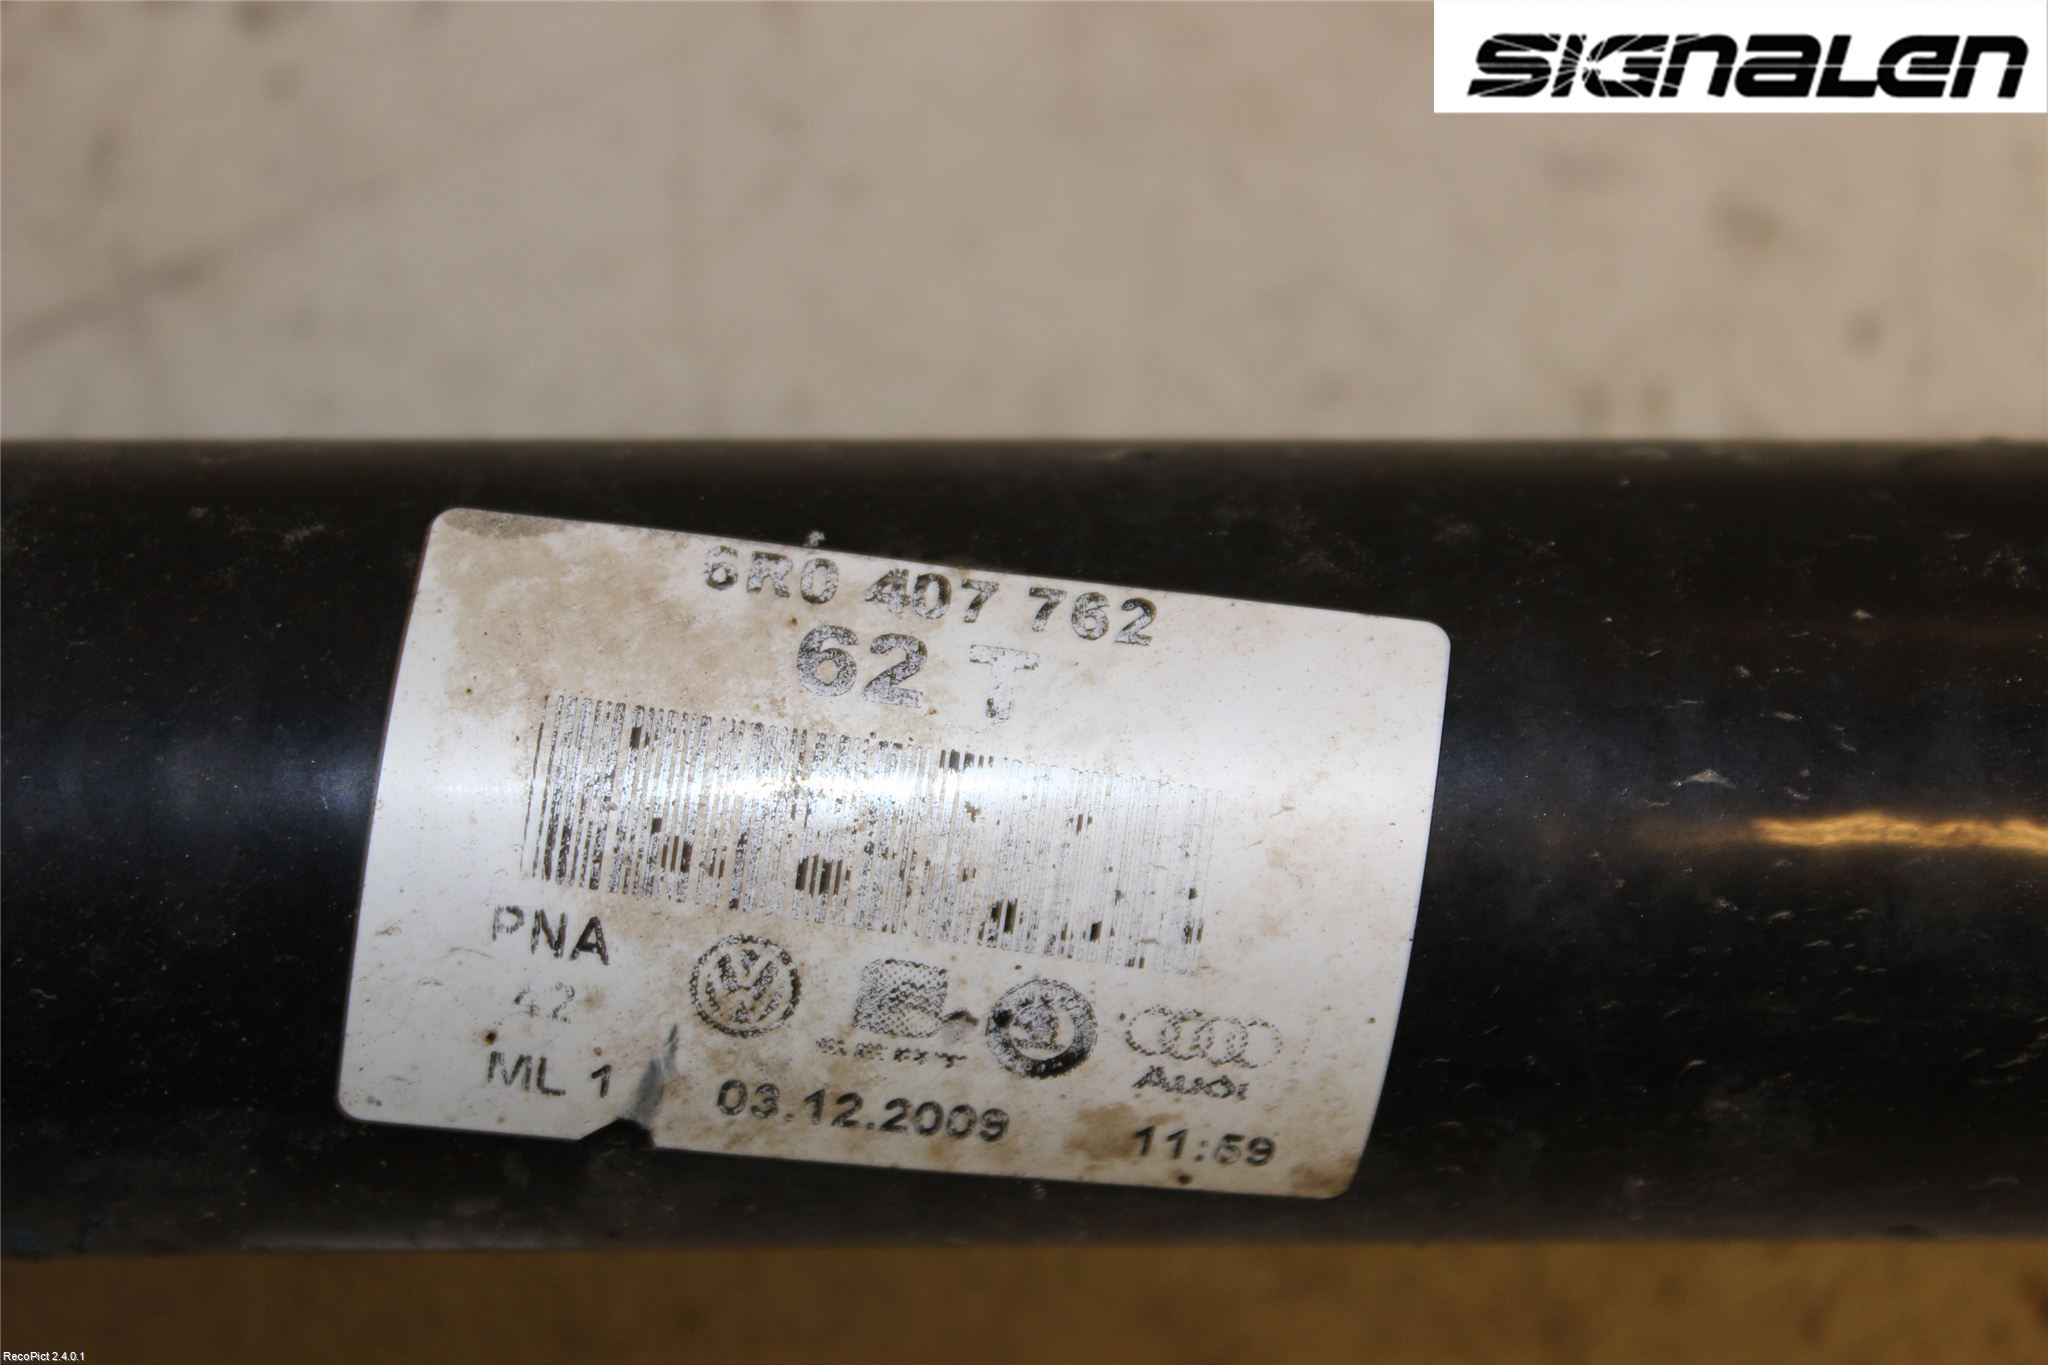 SIGNALEN
6R0 407 762
62 T
PNA
42
ML 1
SEAT
Audi
03.12.2009 11:59
RecoPict 2.4.0.1